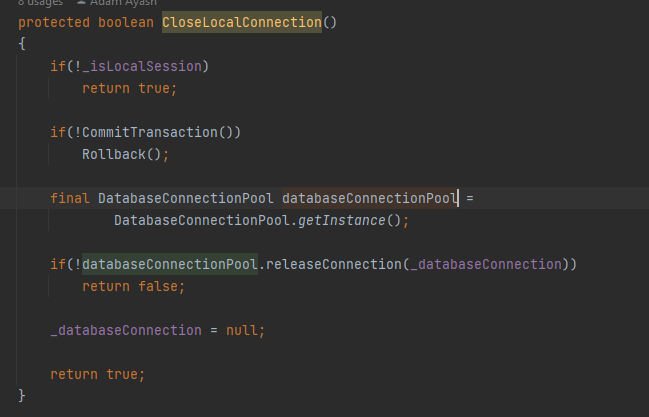 8 usages Adam Ayash
protected boolean CloseLocalConnection()
{
if(!_isLocalSession)
return true;
if(!CommitTransaction())
Rollback();
final DatabaseConnectionPool databaseConnectionPool =
DatabaseConnectionPool.getInstance();
if(!databaseConnectionPool.releaseConnection(_databaseConnection))
return false;
_databaseConnection = null;
return true;
}